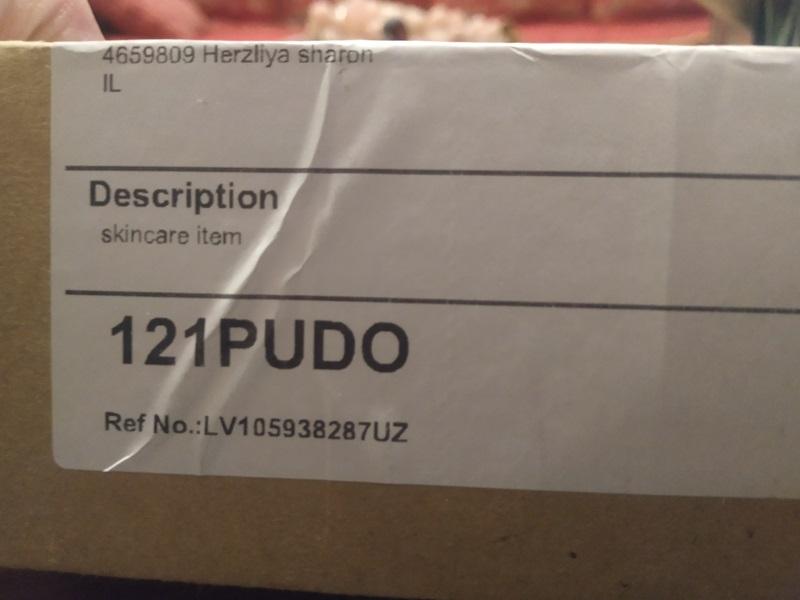 4659809 Herzliya sharon
IL
Description
skincare item
121PUDO
Ref No.:LV105938287UZ